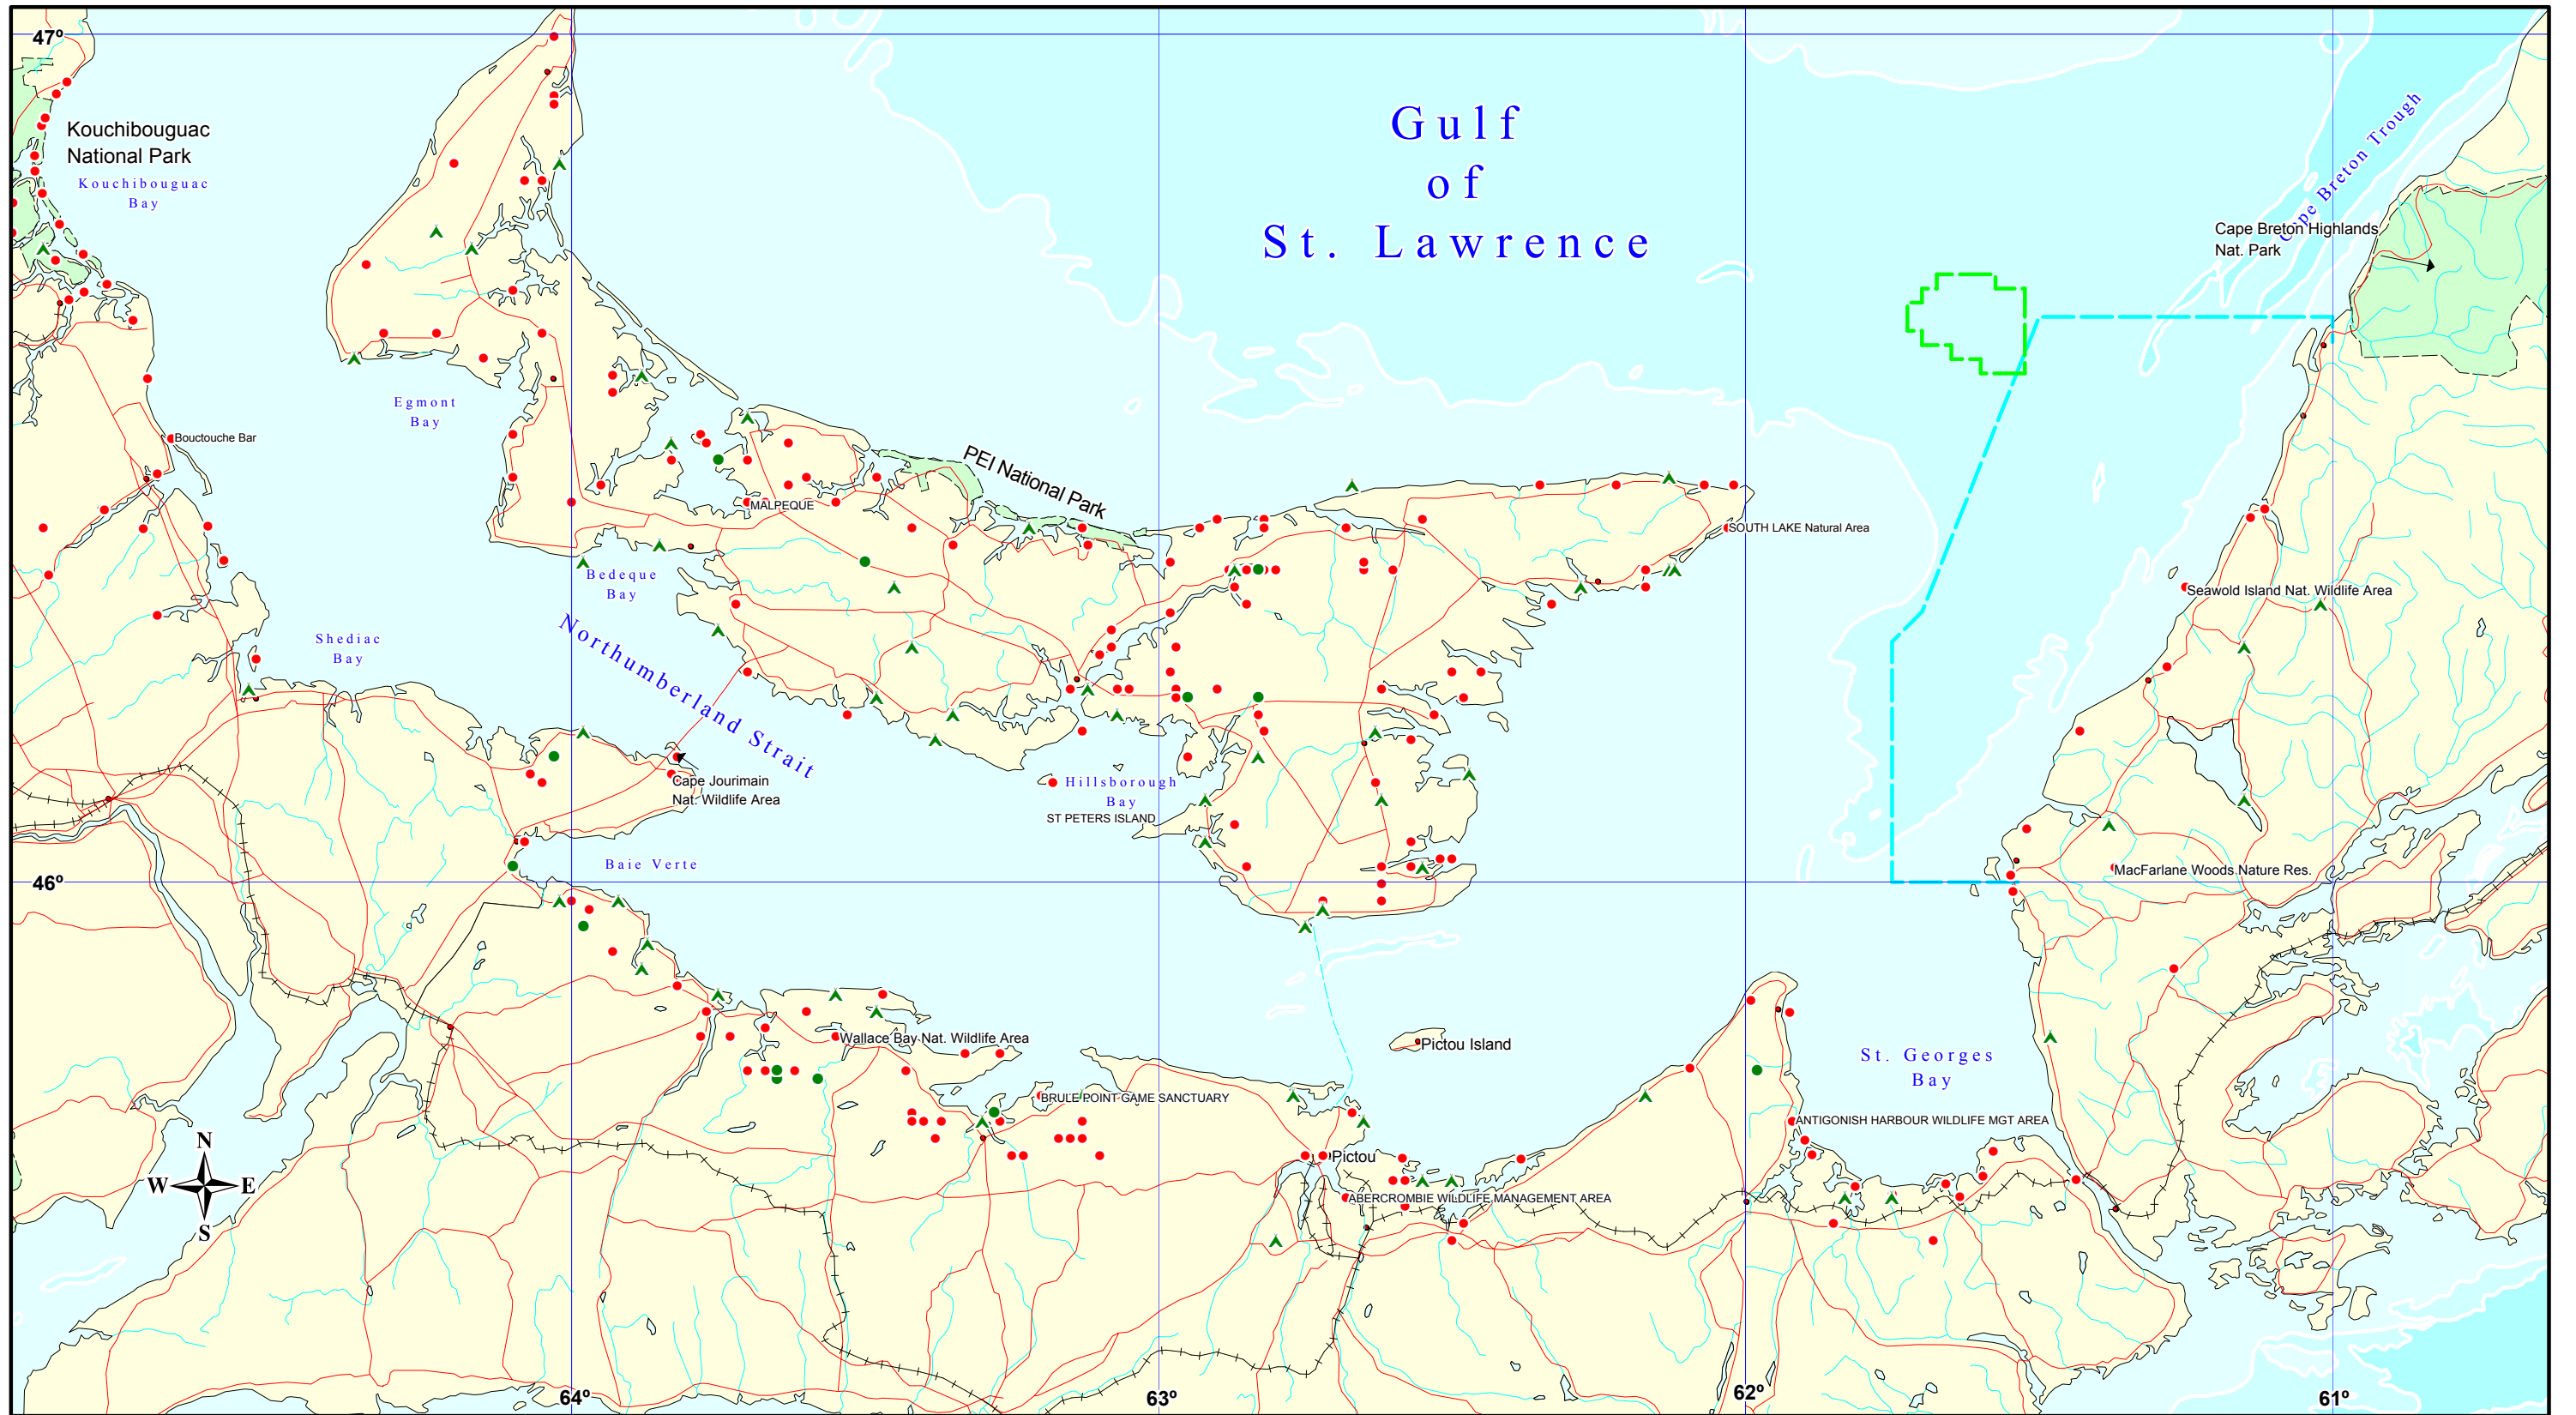 47º
Kouchibouguac
National Park
Kouchibouguac
Bay
Gulf
of
St. Lawrence
Cape Breton Trough
Cape Breton Highlands
Nat. Park
Egmont
Bay
Bouctouche Bar
PEI National Park
MALPEQUE
SOUTH LAKE Natural Area
Bedeque
Bay
Seawold Island Nat. Wildlife Area
Northumberland Strait
Shediac
Bay
Cape Jourimain
Nat. Wildlife Area
Hillsborough
Bay
ST PETERS ISLAND
Baie Verte
46º
MacFarlane Woods Nature Res.
Wallace Bay Nat. Wildlife Area
Pictou Island
St. Georges
Bay
BRULE POINT GAME SANCTUARY
ANTIGONISH HARBOUR WILDLIFE MGT AREA
N
W
E
S
Pictou
ABERCROMBIE WILDLIFE MANAGEMENT AREA
64º
63º
62º
61º